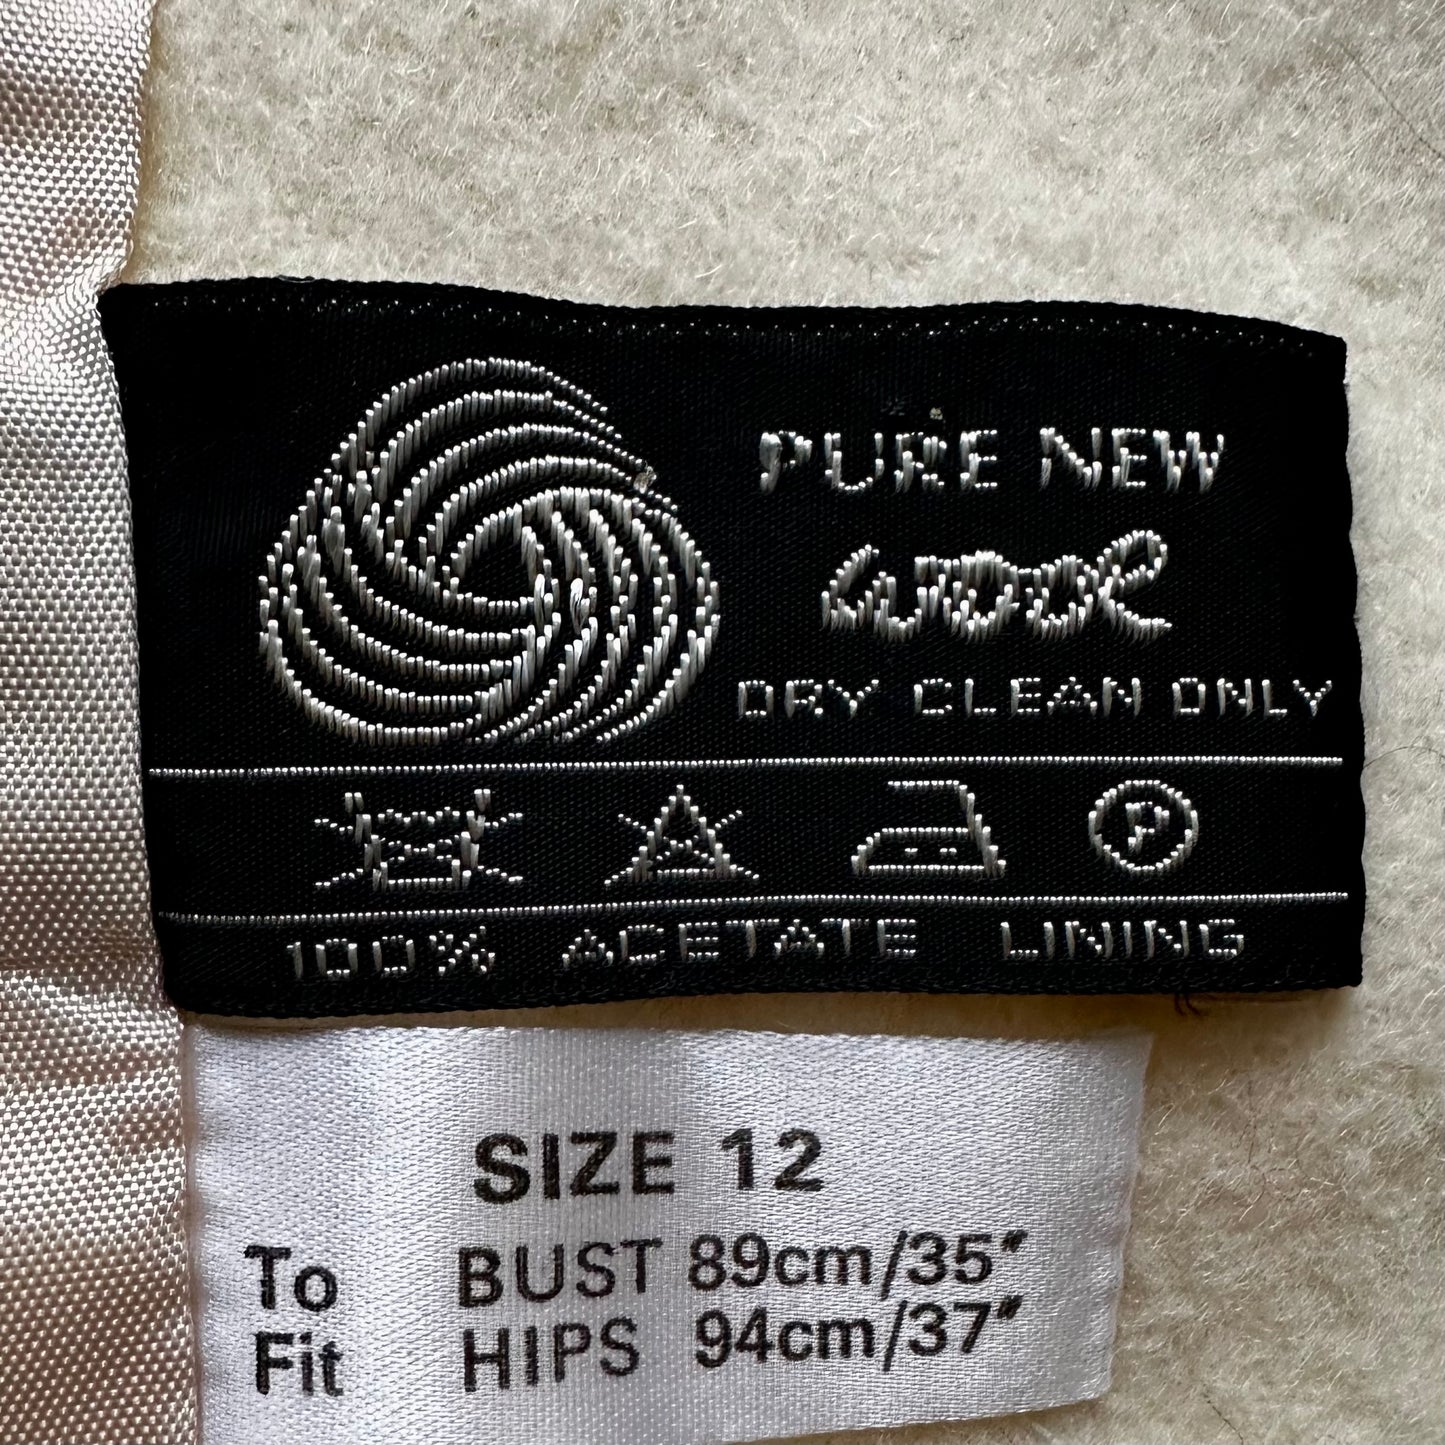 PURE NEW
wool
DRY CLEAN ONLY
P
100% ACETATE LINING
SIZE 12
To Fit
BUST 89cm/35"
HIPS 94cm/37"